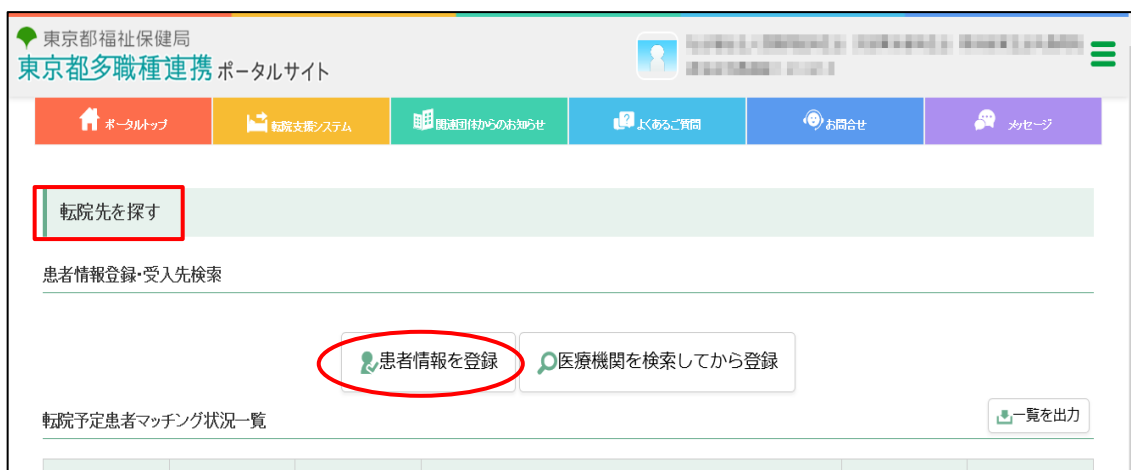 東京都福祉保健局
東京都多職種連携 ポータルサイト
ポータルトップ
転院支援システム
関連団体からのお知らせ
よくあるご質問
お問合せ
メッセージ
転院先を探す
患者情報登録・受入先検索
患者情報を登録
医療機関を検索してから登録
転院予定患者マッチング状況一覧
一覧を出力